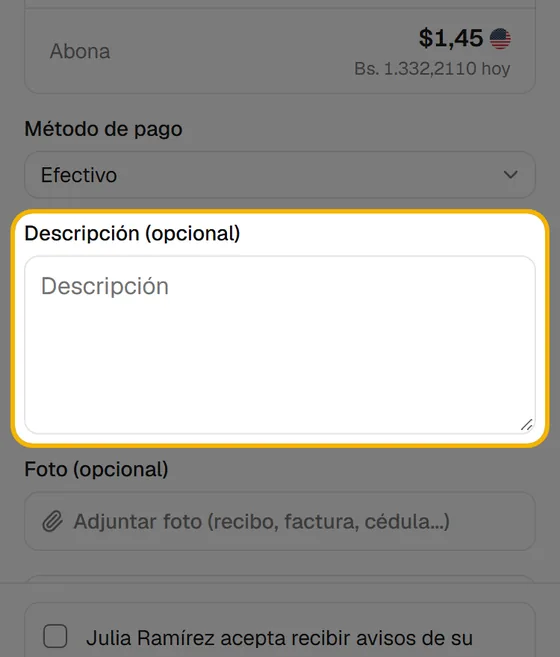 Abona
$1,45
Bs. 1.332,2110 hoy
Método de pago
Efectivo
Descripción (opcional)
Descripción
Foto (opcional)
Adjuntar foto (recibo, factura, cédula...)
Julia Ramírez acepta recibir avisos de su